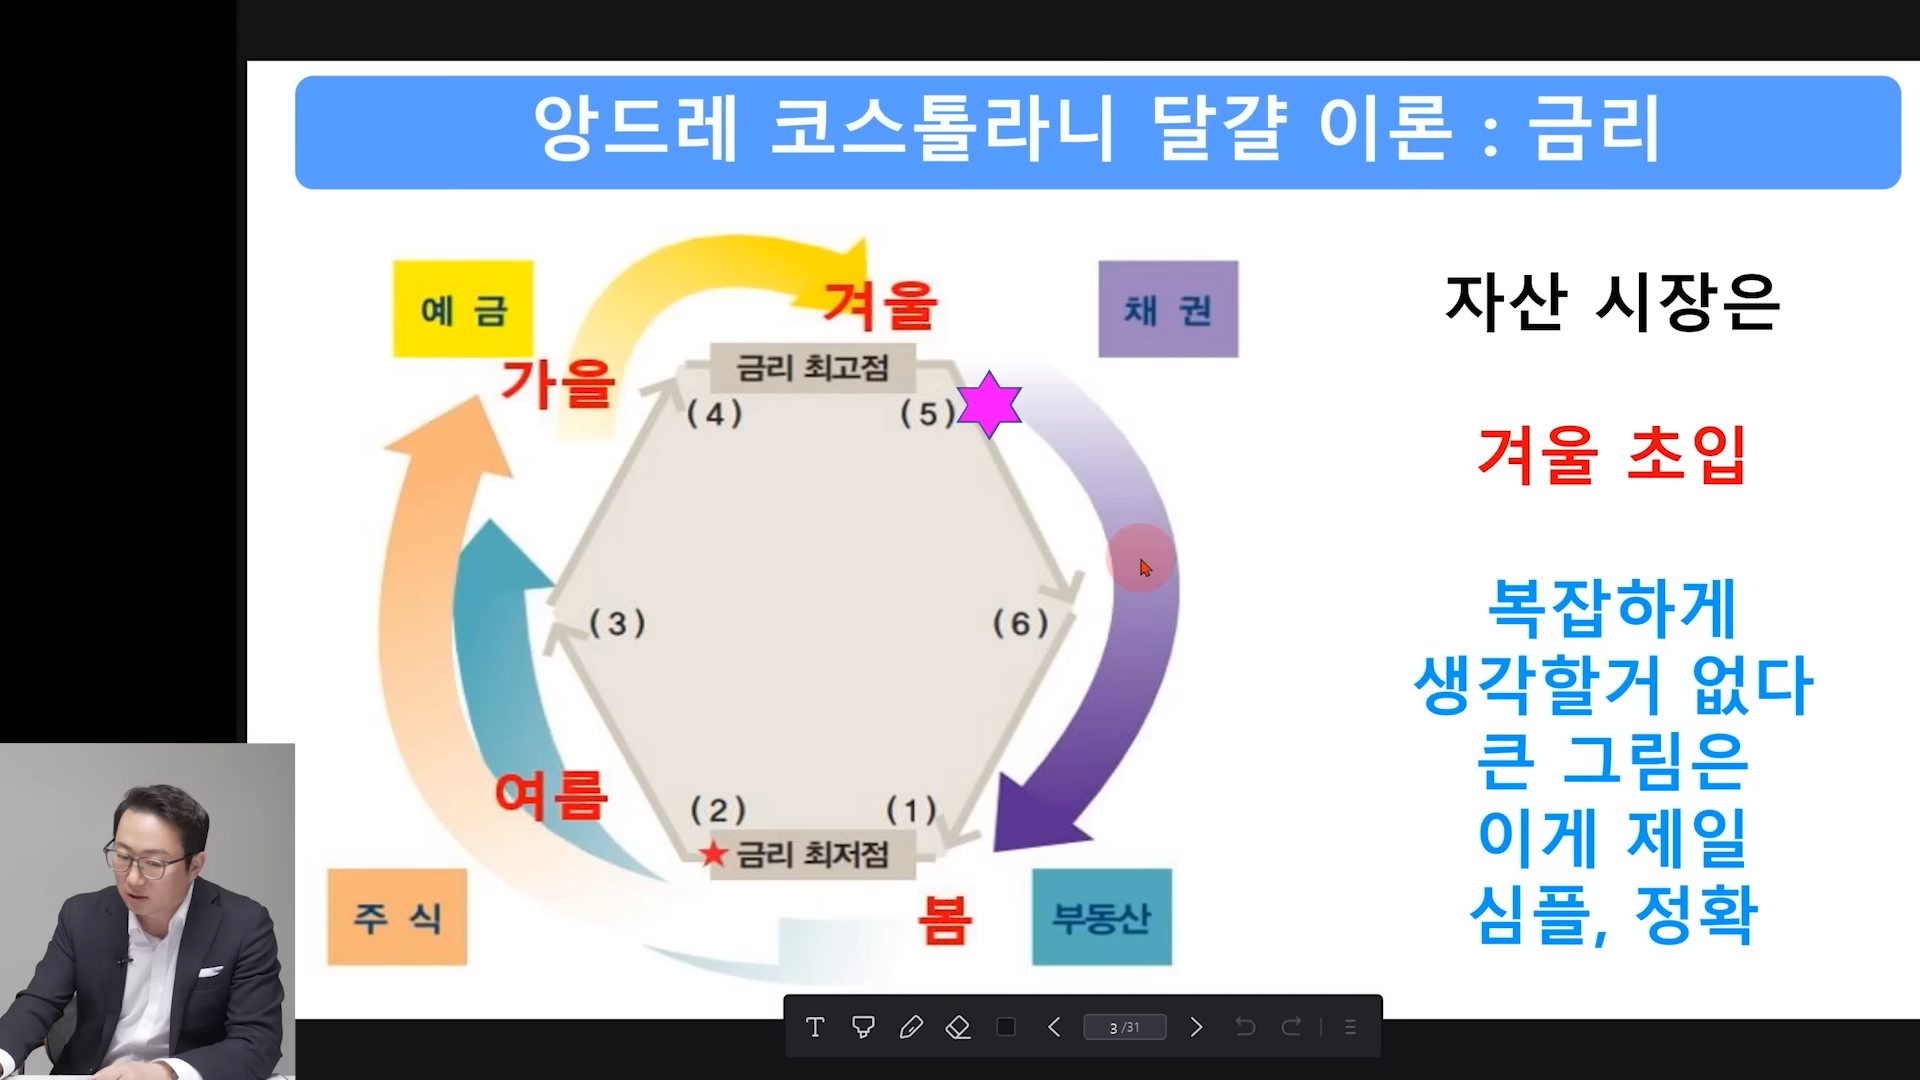 앙드레 코스톨라니 달걀 이론 : 금리
예 금
겨울
채 권
가을
금리 최고점
(4)
(5)
(3)
(6)
여름
(2)
(1)
금리 최저점
주 식
봄
부동산
자산 시장은
겨울 초입
복잡하게
생각할거 없다
큰 그림은
이게 제일
심플, 정확
3 /31